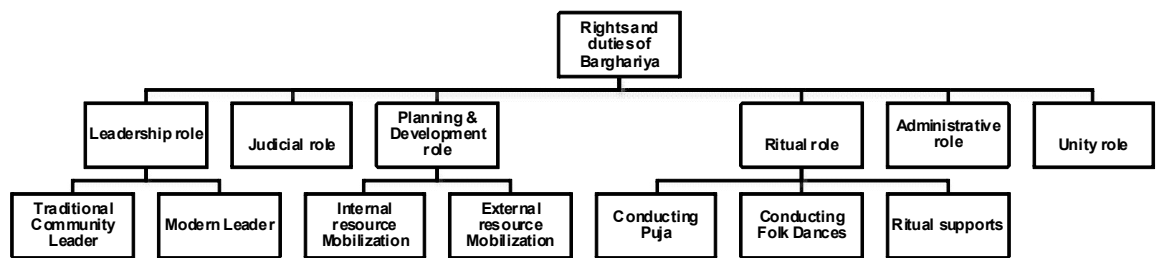 Rights and
duties of
Barghariya
Leadership role
Judicial role
Planning &
Development
role
Ritual role
Administrative
role
Unity role
Traditional
Community
Leader
Modern Leader
Internal
resource
Mobilization
External
resource
Mobilization
Conducting
Puja
Conducting
Folk Dances
Ritual supports